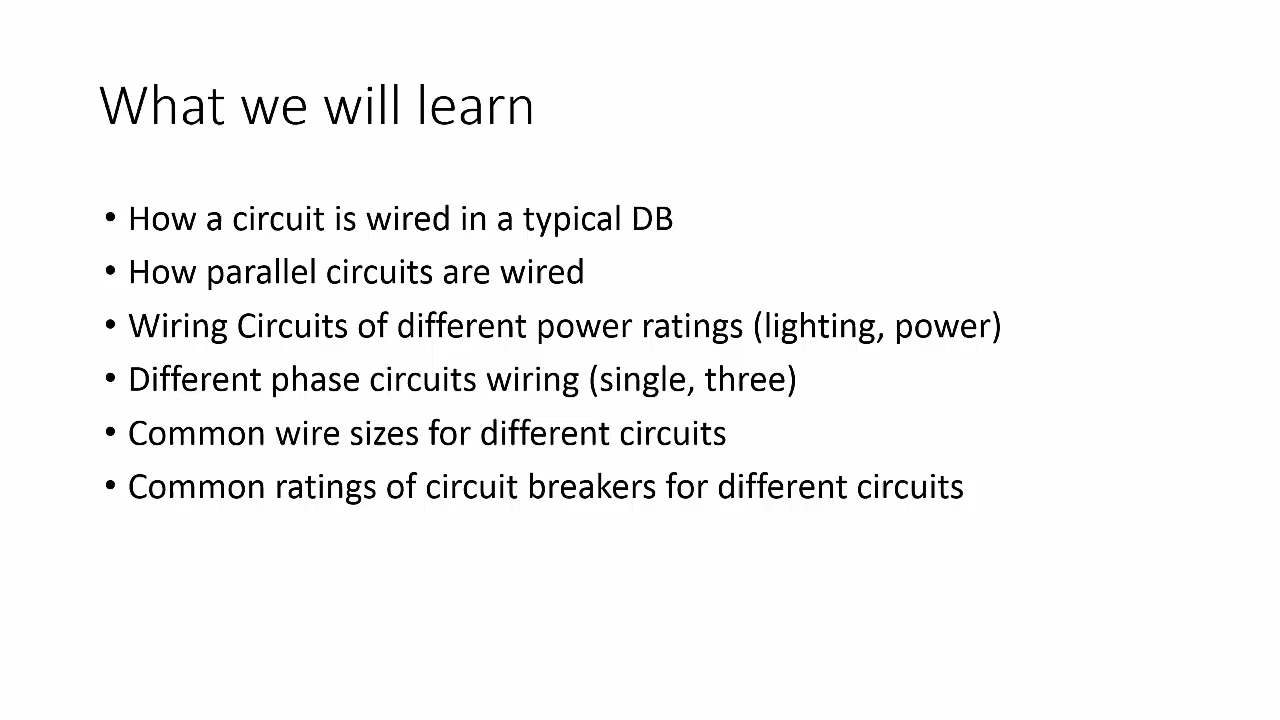 What we will learn
• How a circuit is wired in a typical DB
• How parallel circuits are wired
• Wiring Circuits of different power ratings (lighting, power)
• Different phase circuits wiring (single, three)
• Common wire sizes for different circuits
• Common ratings of circuit breakers for different circuits